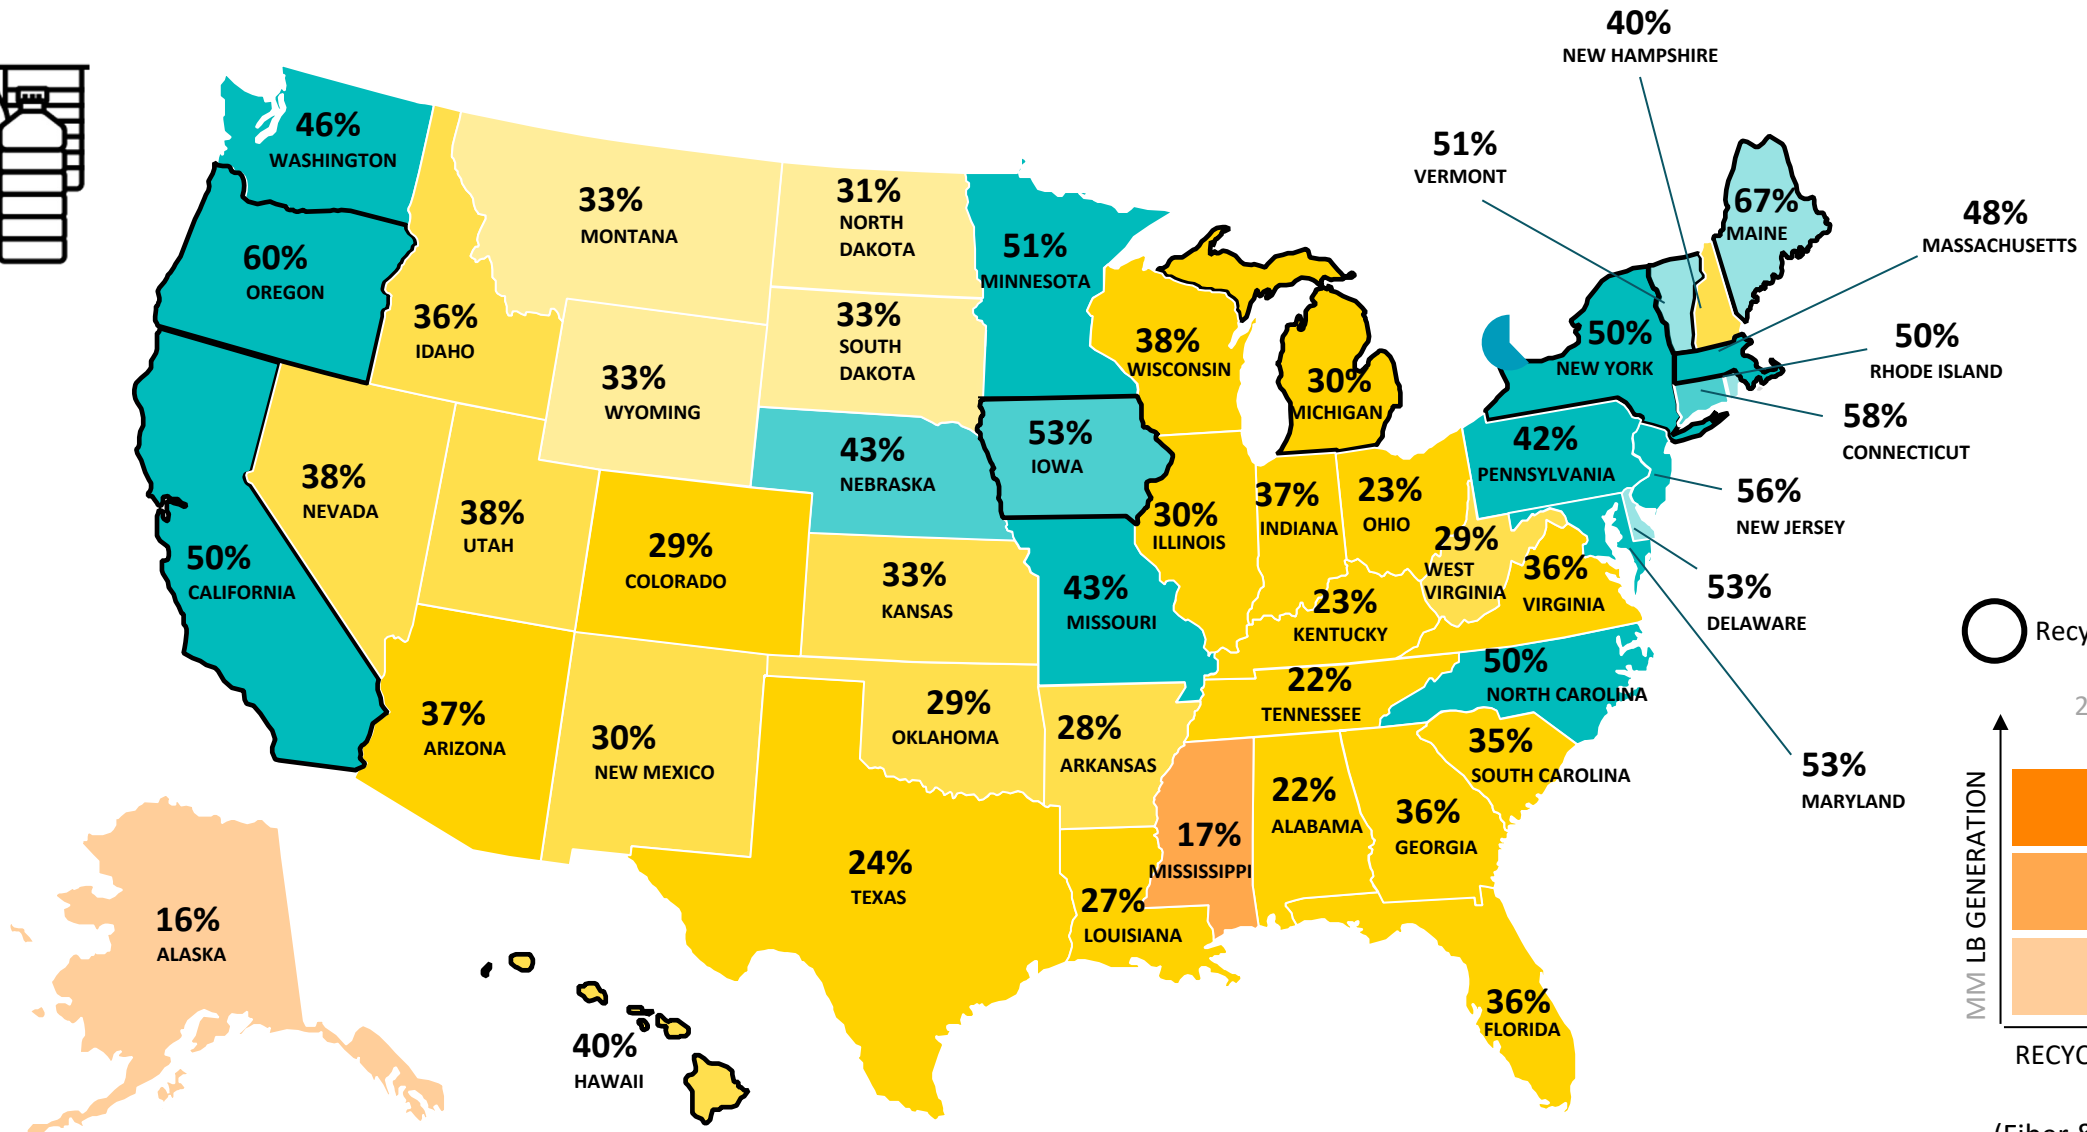 40%
NEW HAMPSHIRE
46%
WASHINGTON
51%
VERMONT
33%
MONTANA
31%
NORTH
DAKOTA
67%
MAINE
48%
MASSACHUSETTS
60%
OREGON
51%
MINNESOTA
36%
IDAHO
33%
SOUTH
DAKOTA
38%
WISCONSIN
50%
NEW YORK
50%
RHODE ISLAND
33%
WYOMING
30%
MICHIGAN
58%
CONNECTICUT
43%
NEBRASKA
53%
IOWA
42%
PENNSYLVANIA
38%
NEVADA
38%
UTAH
30%
ILLINOIS
37%
INDIANA
23%
OHIO
56%
NEW JERSEY
50%
CALIFORNIA
29%
COLORADO
33%
KANSAS
43%
MISSOURI
29%
WEST
VIRGINIA
36%
VIRGINIA
23%
KENTUCKY
53%
DELAWARE
Recy
37%
ARIZONA
30%
NEW MEXICO
29%
OKLAHOMA
28%
ARKANSAS
22%
TENNESSEE
50%
NORTH CAROLINA
2
35%
SOUTH CAROLINA
53%
MARYLAND
24%
TEXAS
27%
LOUISIANA
17%
MISSISSIPPI
22%
ALABAMA
36%
GEORGIA
16%
ALASKA
40%
HAWAII
36%
FLORIDA
MM LB GENERATION
RECYC
(Fiber &